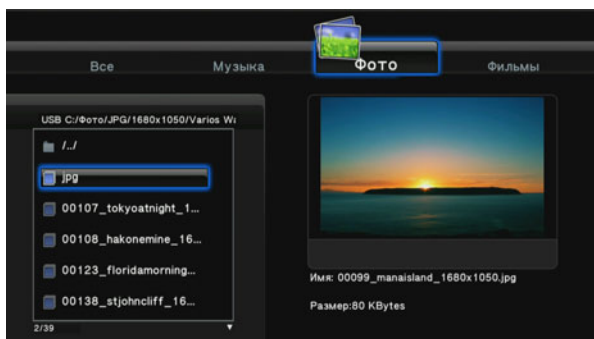 Все Музыка Фото Фильмы
USB C:/Фото/JPG/1680x1050/Varios Wa
/../
jpg
00107_tokyoatnight_1...
00108_hakonemine_16...
00123_floridamorning...
00138_stjohncliff_16...
2/39
Имя: 00099_manaisland_1680x1050.jpg
Размер:80 KBytes